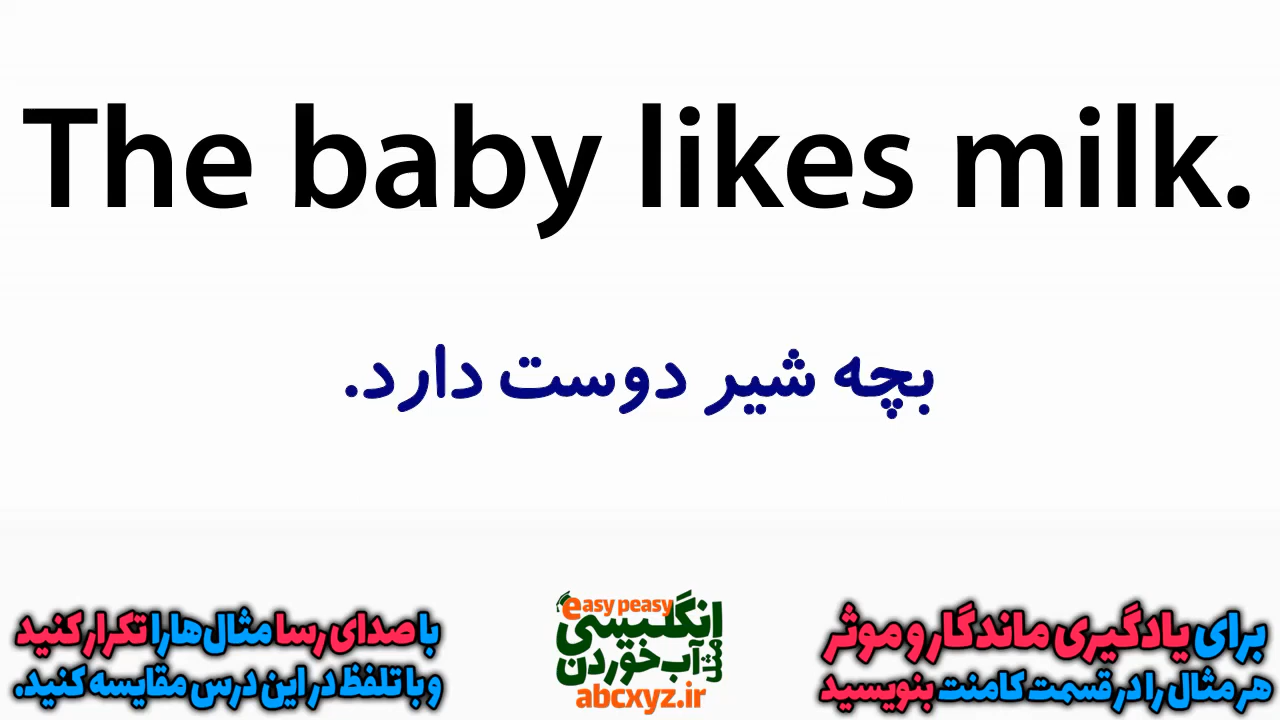 The baby likes milk.
بچه شیر دوست دارد.
برای یادگیری ماندگار و موثر
هر مثال را در قسمت کامنت بنویسید
easy peasy
انگلیسی
مثل آب خوردن
abcxyz.ir
با صدای رسا مثال‌ها را تکرار کنید
و با تلفظ در این درس مقایسه کنید.